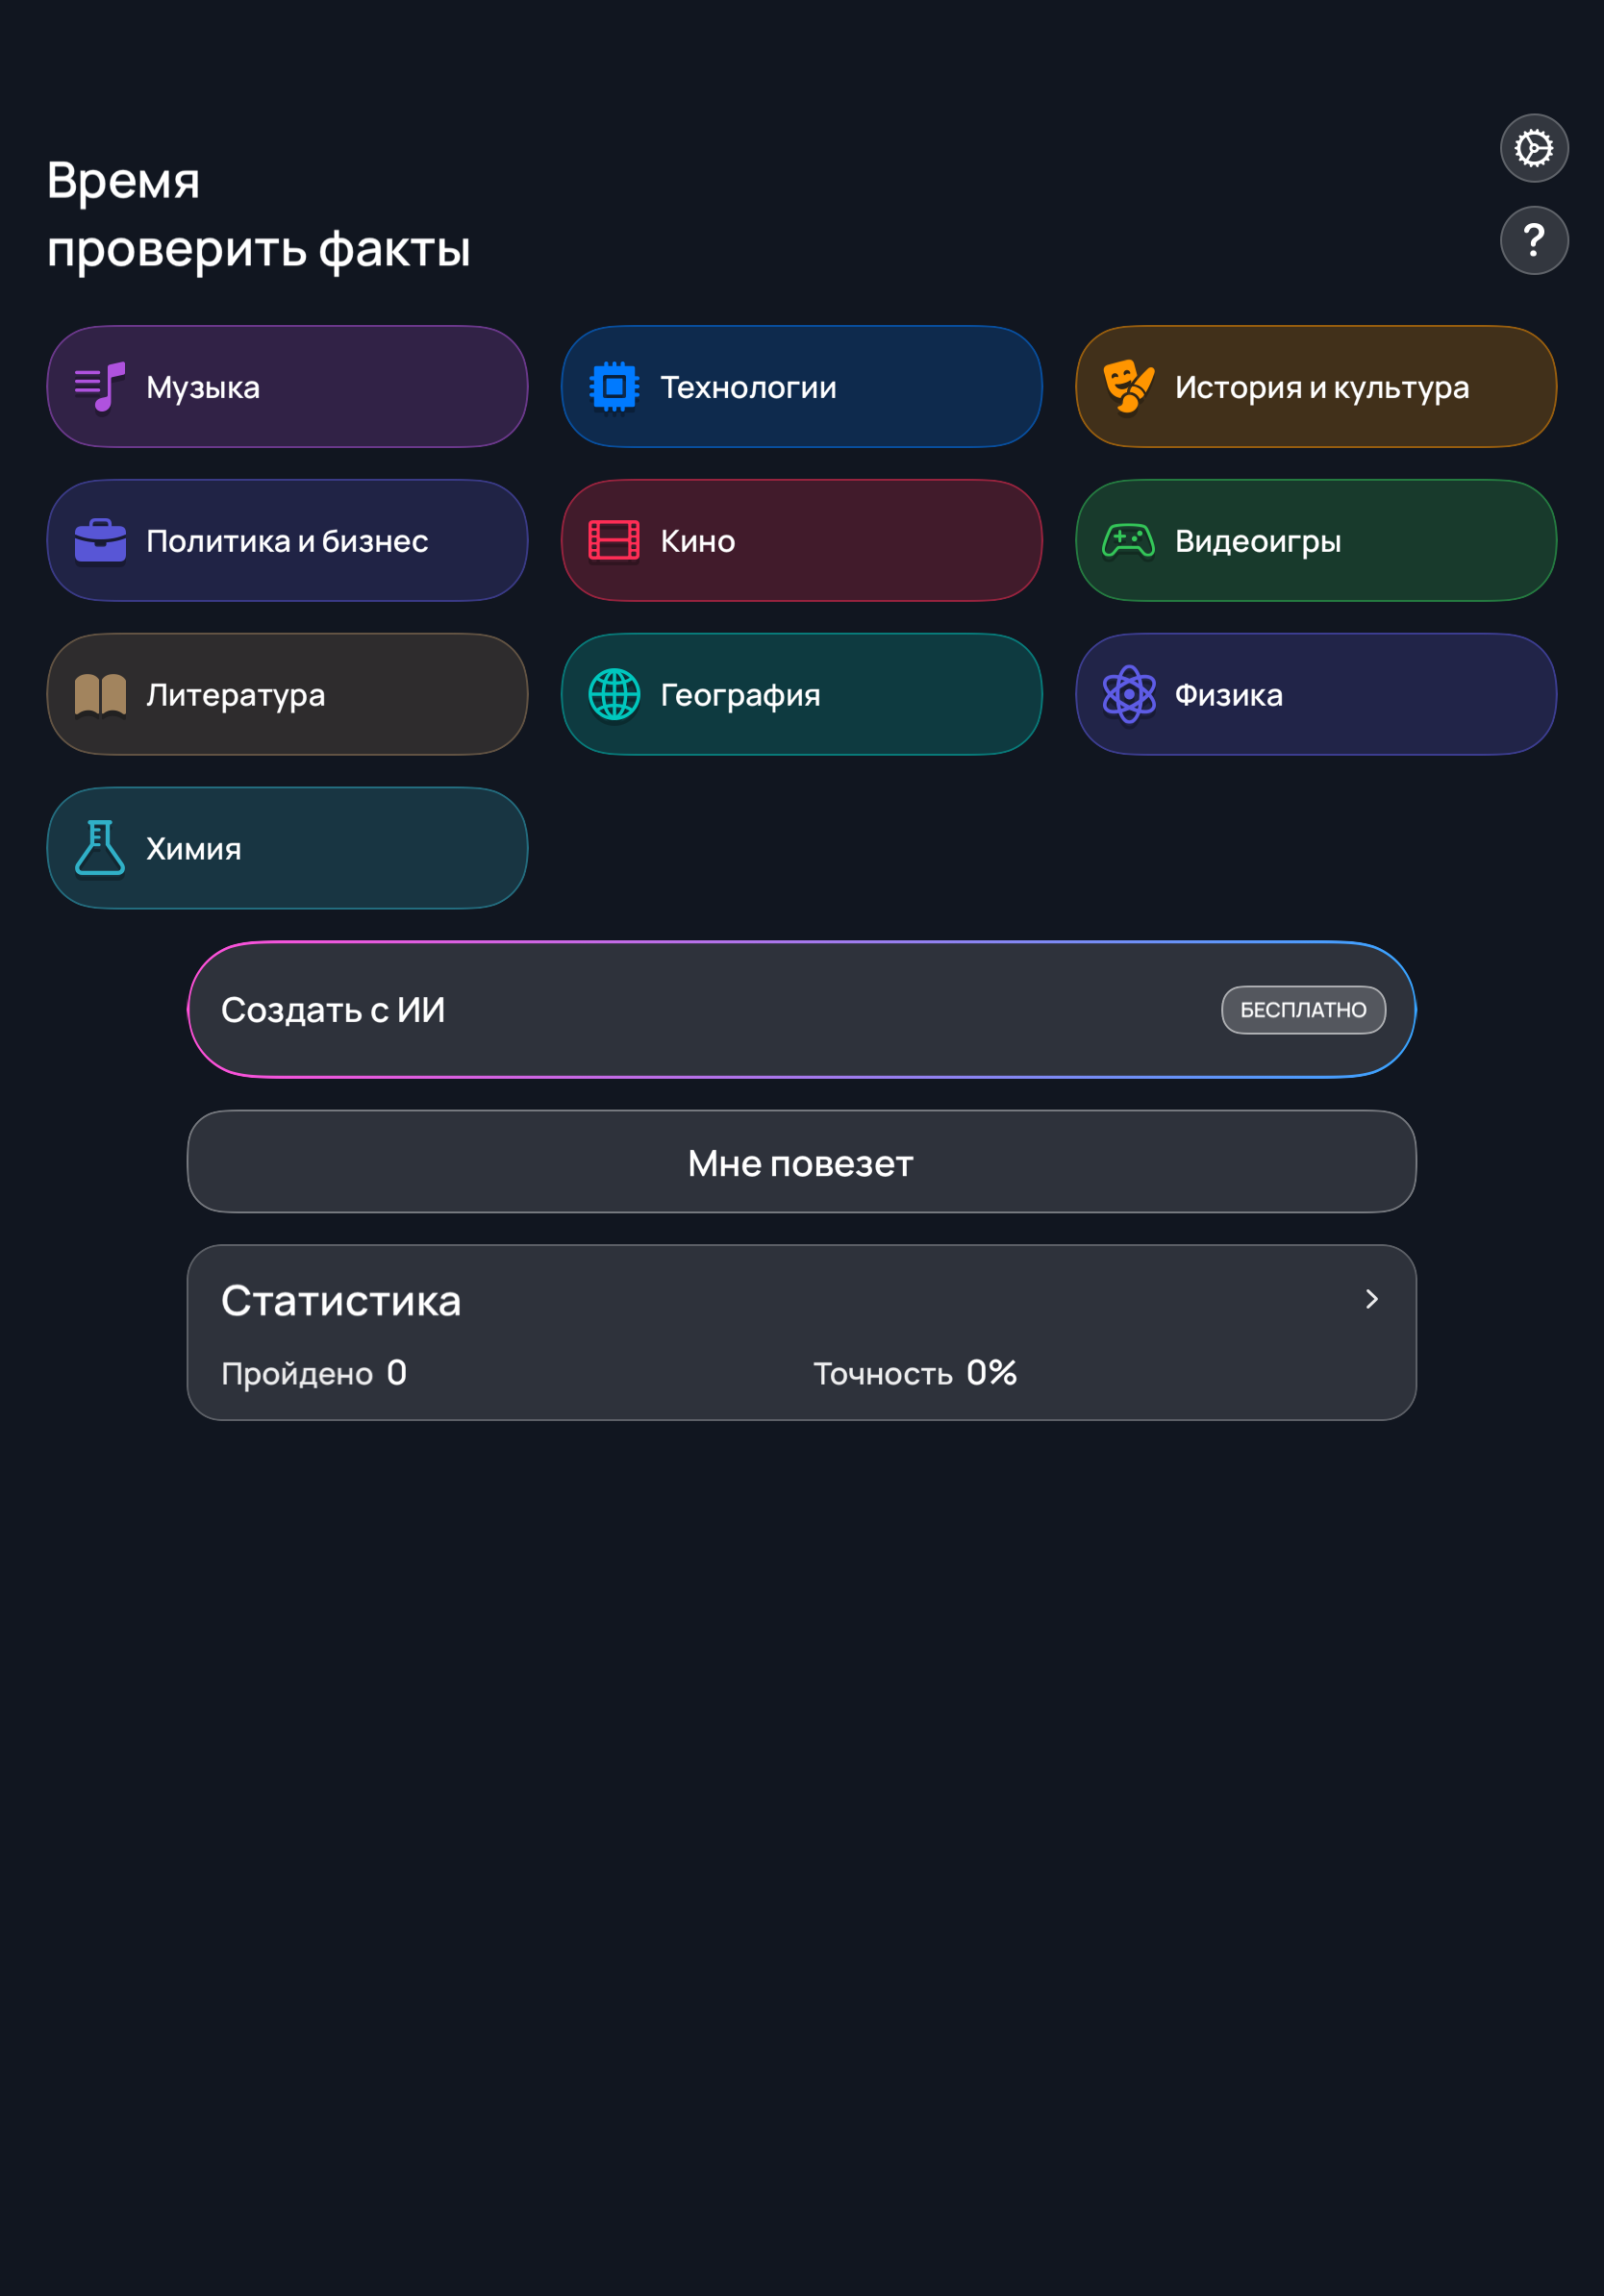 Время
проверить факты
?
Музыка
Технологии
История и культура
Политика и бизнес
Кино
Видеоигры
Литература
География
Физика
Химия
Создать с ИИ
БЕСПЛАТНО
Мне повезет
Статистика
Пройдено 0
Точность 0%